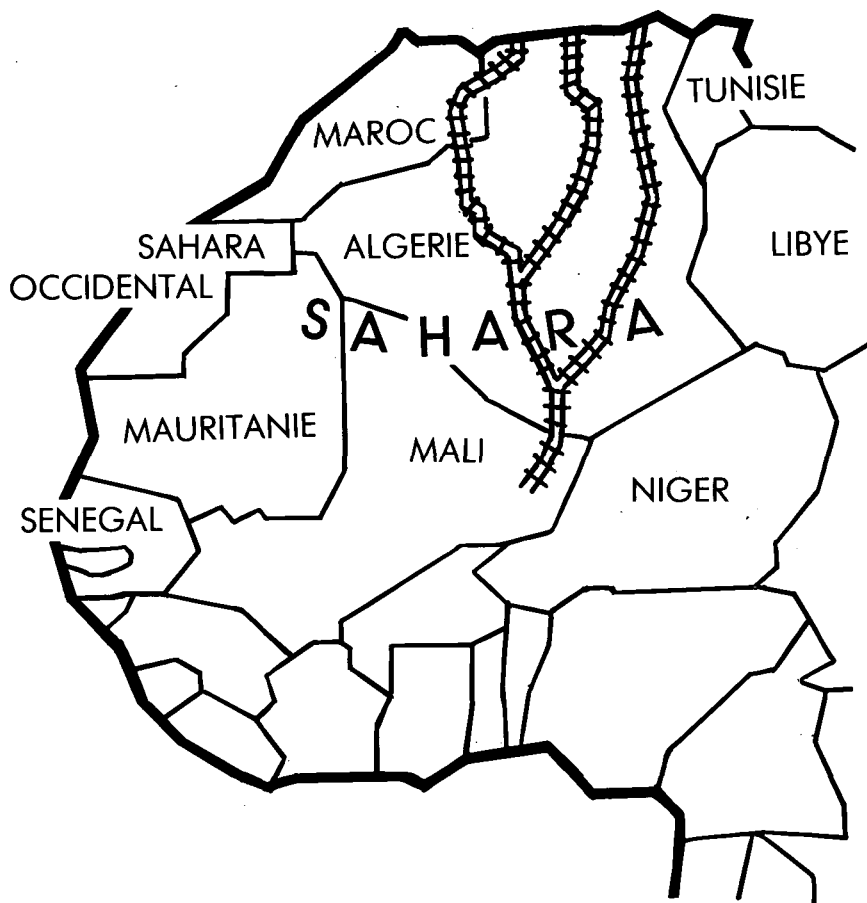 TUNISIE
MAROC
SAHARA
OCCIDENTAL
ALGERIE
LIBYE
SAHARA
MAURITANIE
MALI
NIGER
SENEGAL